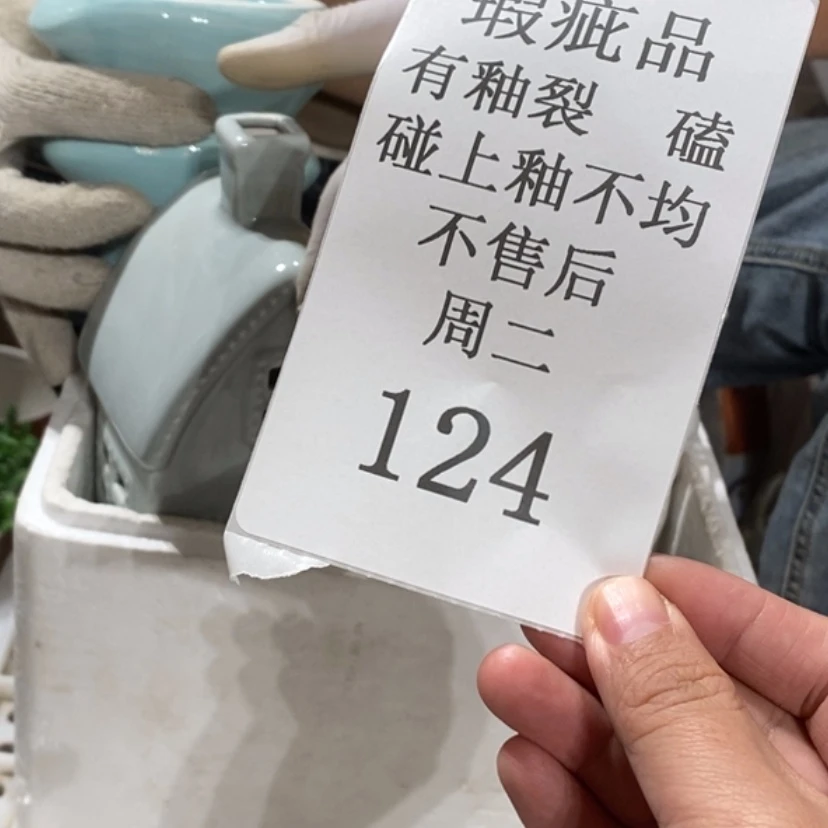 瑕疵品
有釉裂 磕
碰上釉不均
不售后
周二
124